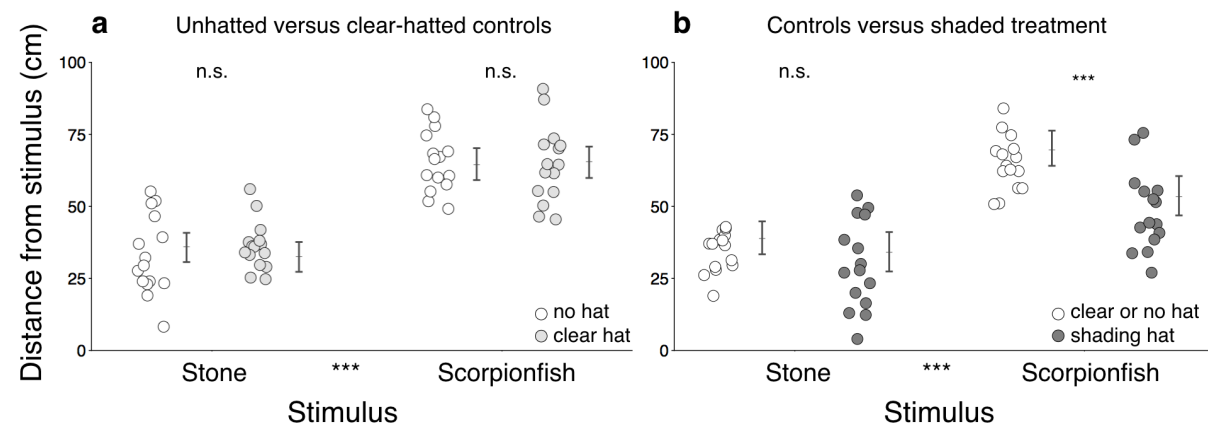 Distance from stimulus (cm)
a
Unhatted versus clear-hatted controls
100
75
50
25
0
n.s.
n.s.
no hat
clear hat
Stone
***
Scorpionfish
Stimulus
b
Controls versus shaded treatment
100
75
50
25
0
n.s.
***
clear or no hat
shading hat
Stone
***
Scorpionfish
Stimulus